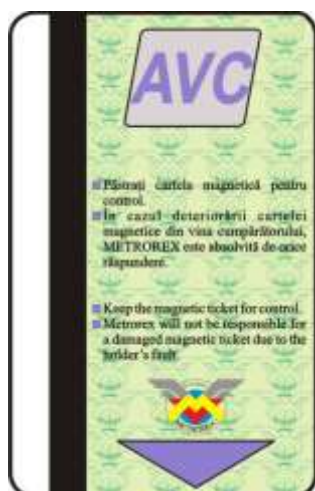 AVC
Păstraţi cartela magnetică pentru
control.
În cazul deteriorării cartelei
magnetice din vina cumpărătorului,
METROREX este absolvită de orice
răspundere.
Keep the magnetic ticket for control.
Metrorex will not be responsible for
a damaged magnetic ticket due to the
holder's fault.